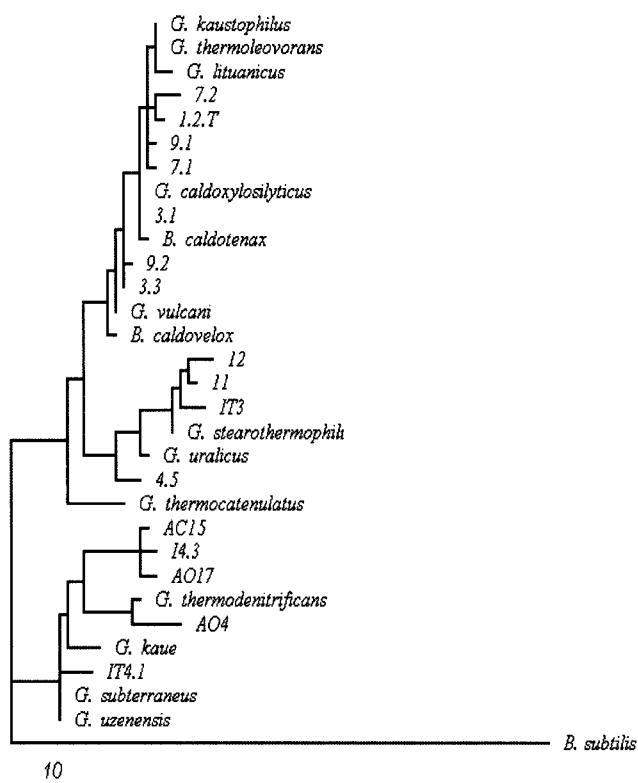 G. kaustophilus
G. thermoleovorans
G. lituanicus
7.2
1.2.T
9.1
7.1
G. caldoxylosilyticus
3.1
B. caldotenax
9.2
3.3
G. vulcani
B. caldovelox
12
11
IT3
G. stearothermophili
G. uralicus
4.5
G. thermocatenulatus
AC15
I4.3
AO17
G. thermodenitrificans
AO4
G. kaue
IT4.1
G. subterraneus
G. uzenensis
B. subtilis
10